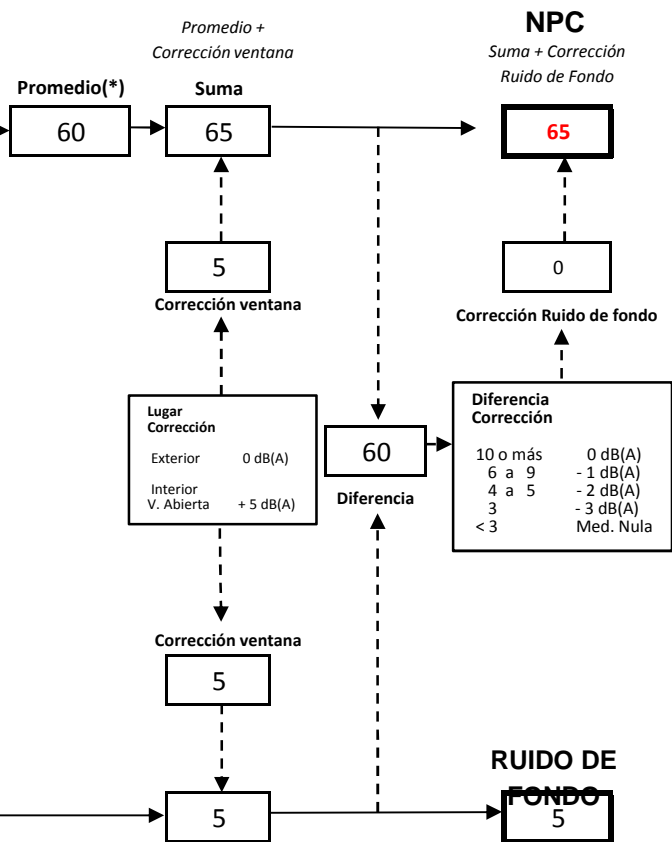 Promedio +
Corrección ventana
NPC
Suma + Corrección
Ruido de Fondo
Promedio(*)
Suma
60
65
65
5
0
Corrección ventana
Corrección Ruido de fondo
Lugar
Corrección
Exterior 0 dB(A)
Interior
V. Abierta + 5 dB(A)
60
Diferencia
Diferencia
Corrección
10 o más 0 dB(A)
6 a 9 - 1 dB(A)
4 a 5 - 2 dB(A)
3 - 3 dB(A)
< 3 Med. Nula
Corrección ventana
5
RUIDO DE
FONDO
5
5